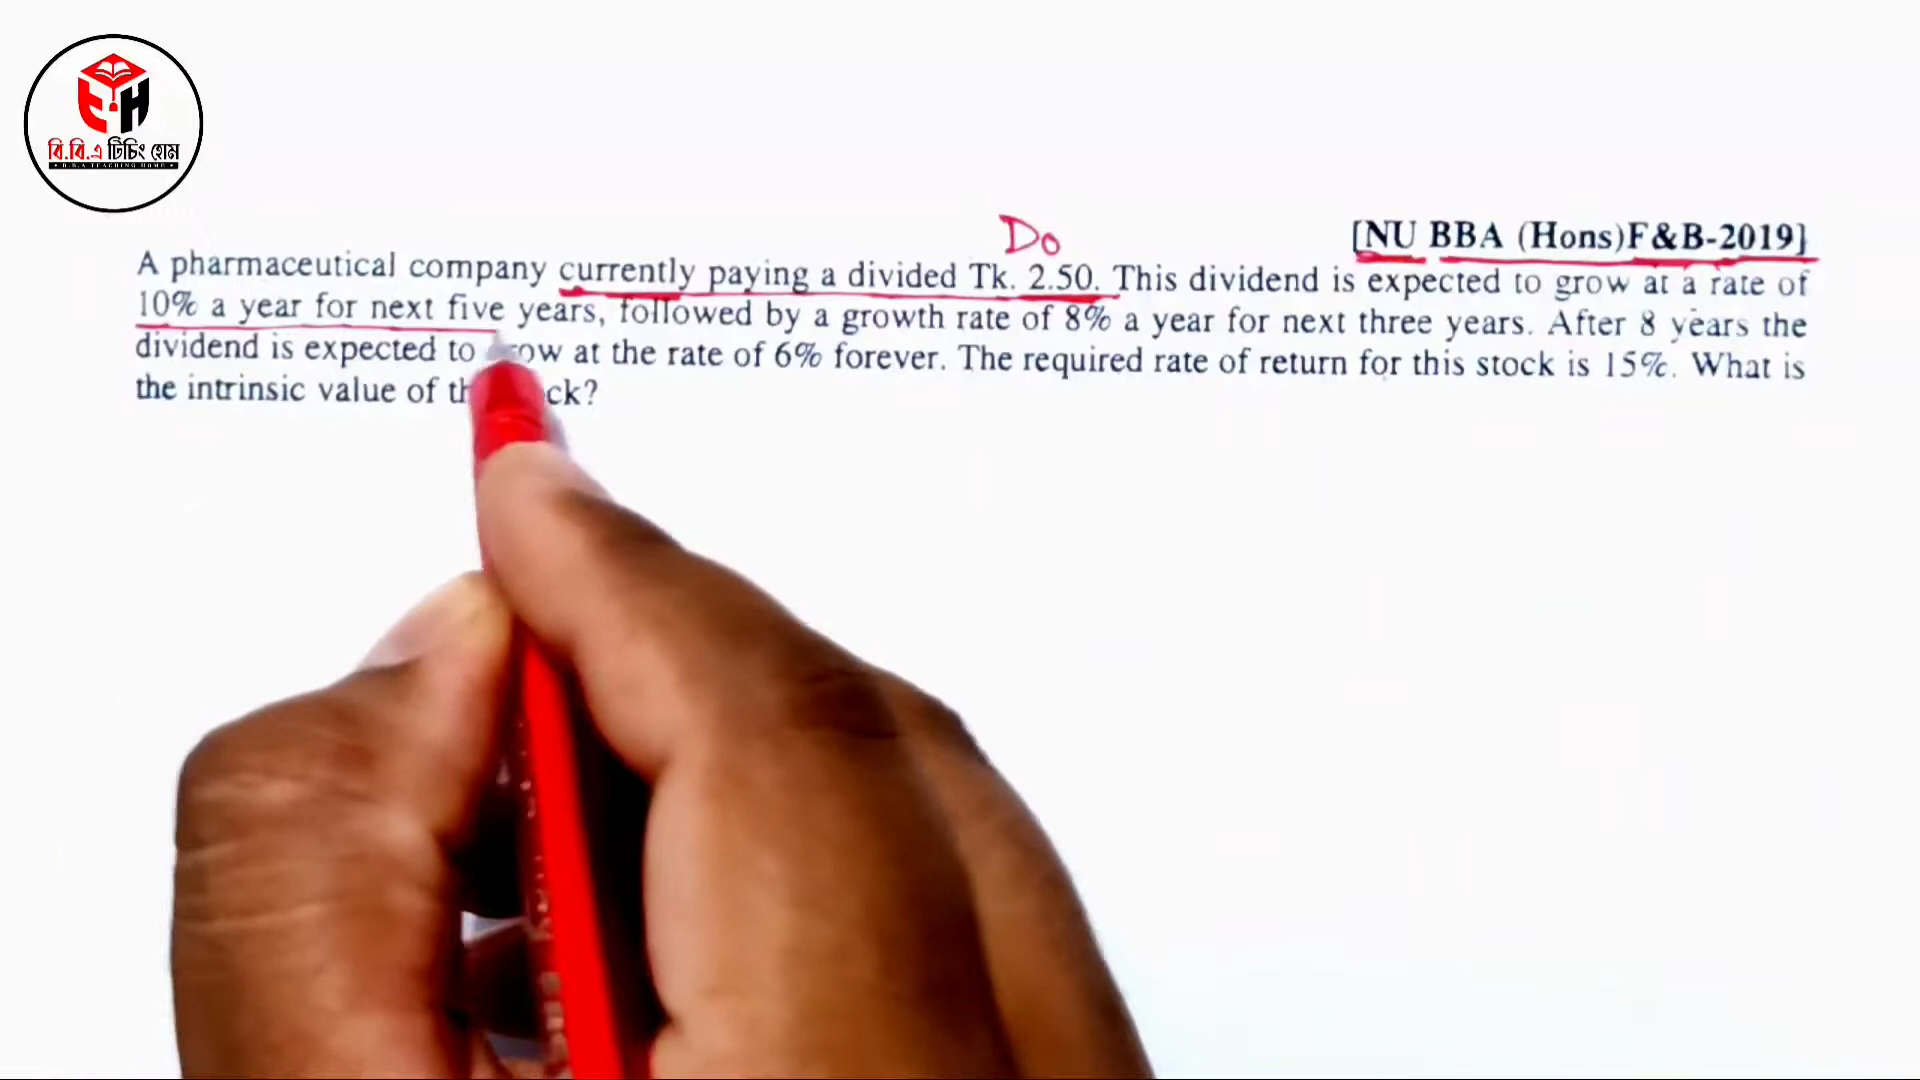 বি.বি.এ টিচিং হোম
B.B.A TEACHING HOME
Do
[NU BBA (Hons)F&B-2019]
A pharmaceutical company currently paying a divided Tk. 2.50. This dividend is expected to grow at a rate of
10% a year for next five years, followed by a growth rate of 8% a year for next three years. After 8 years the
dividend is expected to at the rate of 6% forever. The required rate of return for this stock is 15%. What is
the intrinsic value of